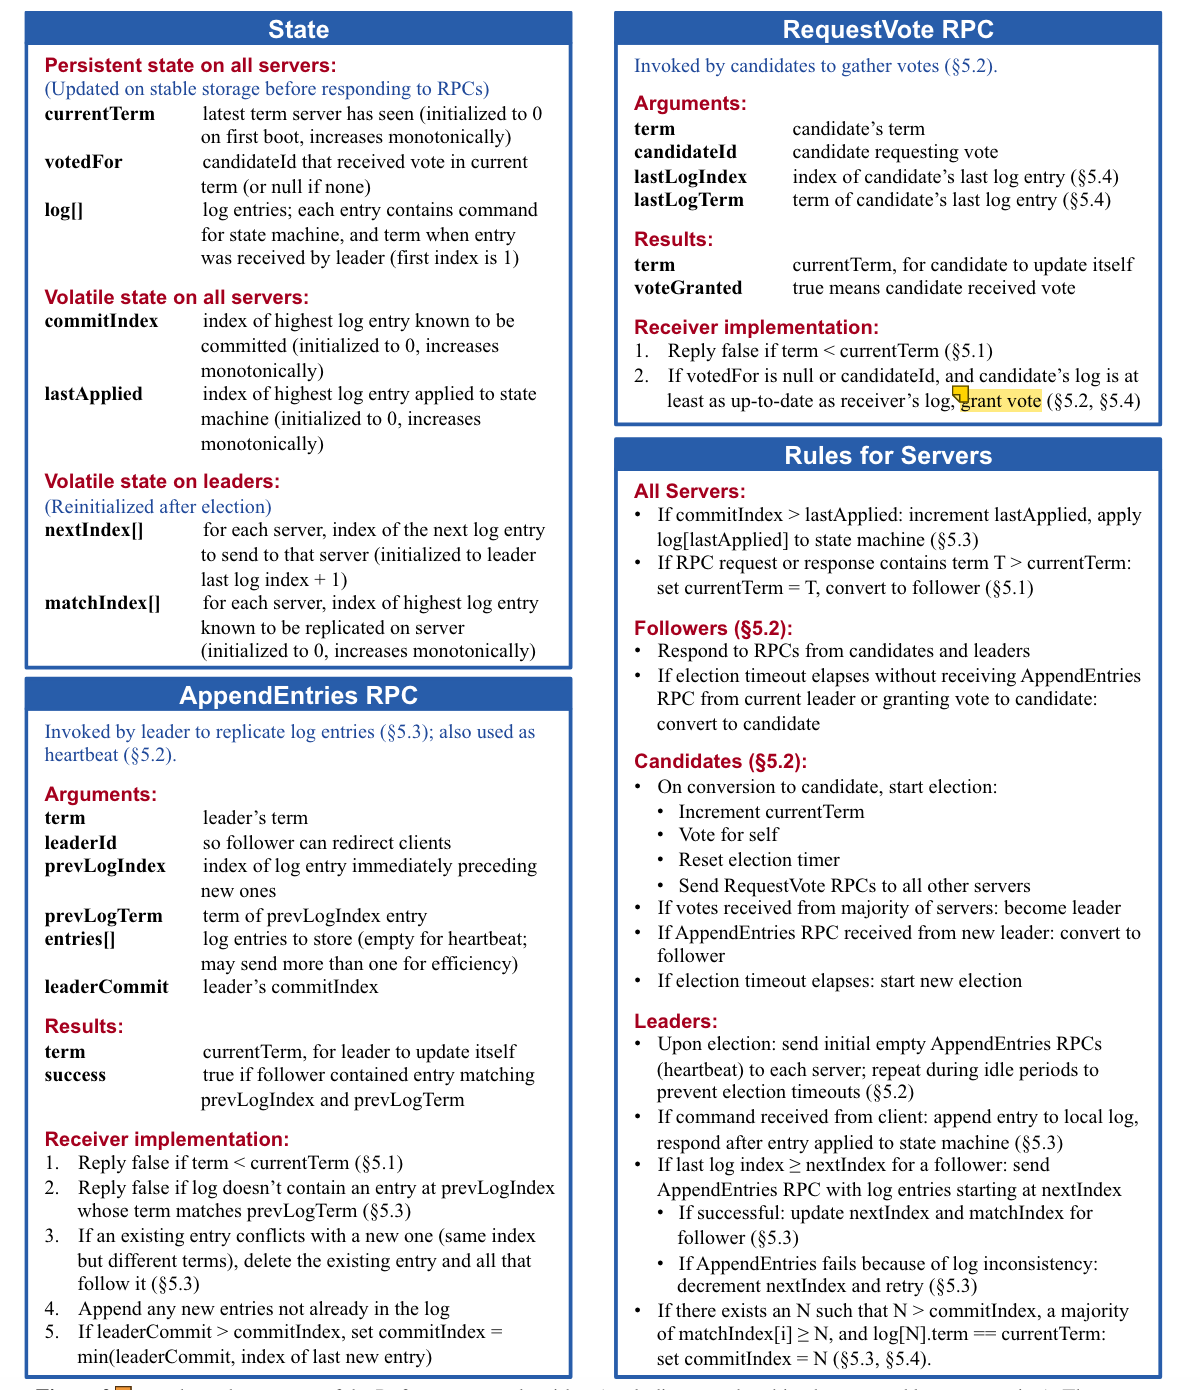 State
Persistent state on all servers:
(Updated on stable storage before responding to RPCs)
currentTerm latest term server has seen (initialized to 0
on first boot, increases monotonically)
votedFor candidateId that received vote in current
term (or null if none)
log[] log entries; each entry contains command
for state machine, and term when entry
was received by leader (first index is 1)
Volatile state on all servers:
commitIndex index of highest log entry known to be
committed (initialized to 0, increases
monotonically)
lastApplied index of highest log entry applied to state
machine (initialized to 0, increases
monotonically)
Volatile state on leaders:
(Reinitialized after election)
nextIndex[] for each server, index of the next log entry
to send to that server (initialized to leader
last log index + 1)
matchIndex[] for each server, index of highest log entry
known to be replicated on server
(initialized to 0, increases monotonically)
AppendEntries RPC
Invoked by leader to replicate log entries (§5.3); also used as
heartbeat (§5.2).
Arguments:
term leader's term
leaderId so follower can redirect clients
prevLogIndex index of log entry immediately preceding
new ones
prevLogTerm term of prevLogIndex entry
entries[] log entries to store (empty for heartbeat;
may send more than one for efficiency)
leaderCommit leader's commitIndex
Results:
term currentTerm, for leader to update itself
success true if follower contained entry matching
prevLogIndex and prevLogTerm
Receiver implementation:
1. Reply false if term < currentTerm (§5.1)
2. Reply false if log doesn't contain an entry at prevLogIndex
whose term matches prevLogTerm (§5.3)
3. If an existing entry conflicts with a new one (same index
but different terms), delete the existing entry and all that
follow it (§5.3)
4. Append any new entries not already in the log
5. If leaderCommit > commitIndex, set commitIndex =
min(leaderCommit, index of last new entry)
RequestVote RPC
Invoked by candidates to gather votes (§5.2).
Arguments:
term candidate's term
candidateId candidate requesting vote
lastLogIndex index of candidate's last log entry (§5.4)
lastLogTerm term of candidate's last log entry (§5.4)
Results:
term currentTerm, for candidate to update itself
voteGranted true means candidate received vote
Receiver implementation:
1. Reply false if term < currentTerm (§5.1)
2. If votedFor is null or candidateId, and candidate's log is at
least as up-to-date as receiver's log, grant vote (§5.2, §5.4)
Rules for Servers
All Servers:
• If commitIndex > lastApplied: increment lastApplied, apply
log[lastApplied] to state machine (§5.3)
• If RPC request or response contains term T > currentTerm:
set currentTerm = T, convert to follower (§5.1)
Followers (§5.2):
• Respond to RPCs from candidates and leaders
• If election timeout elapses without receiving AppendEntries
RPC from current leader or granting vote to candidate:
convert to candidate
Candidates (§5.2):
• On conversion to candidate, start election:
• Increment currentTerm
• Vote for self
• Reset election timer
• Send RequestVote RPCs to all other servers
• If votes received from majority of servers: become leader
• If AppendEntries RPC received from new leader: convert to
follower
• If election timeout elapses: start new election
Leaders:
• Upon election: send initial empty AppendEntries RPCs
(heartbeat) to each server; repeat during idle periods to
prevent election timeouts (§5.2)
• If command received from client: append entry to local log,
respond after entry applied to state machine (§5.3)
• If last log index ≥ nextIndex for a follower: send
AppendEntries RPC with log entries starting at nextIndex
• If successful: update nextIndex and matchIndex for
follower (§5.3)
• If AppendEntries fails because of log inconsistency:
decrement nextIndex and retry (§5.3)
• If there exists an N such that N > commitIndex, a majority
of matchIndex[i] ≥ N, and log[N].term == currentTerm:
set commitIndex = N (§5.3, §5.4).